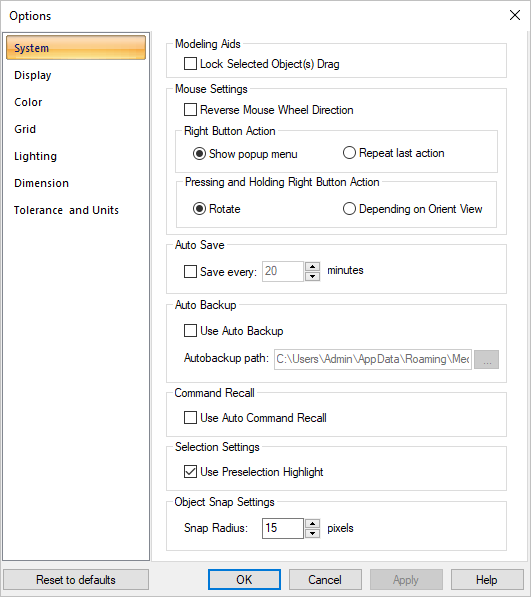 Options
System
Display
Color
Grid
Lighting
Dimension
Tolerance and Units
Modeling Aids
Lock Selected Object(s) Drag
Mouse Settings
Reverse Mouse Wheel Direction
Right Button Action
Show popup menu Repeat last action
Pressing and Holding Right Button Action
Rotate Depending on Orient View
Auto Save
Save every: 20 minutes
Auto Backup
Use Auto Backup
Autobackup path: C:\Users\Admin\AppData\Roaming\Mec ...
Command Recall
Use Auto Command Recall
Selection Settings
Use Preselection Highlight
Object Snap Settings
Snap Radius: 15 pixels
Reset to defaults OK Cancel Apply Help